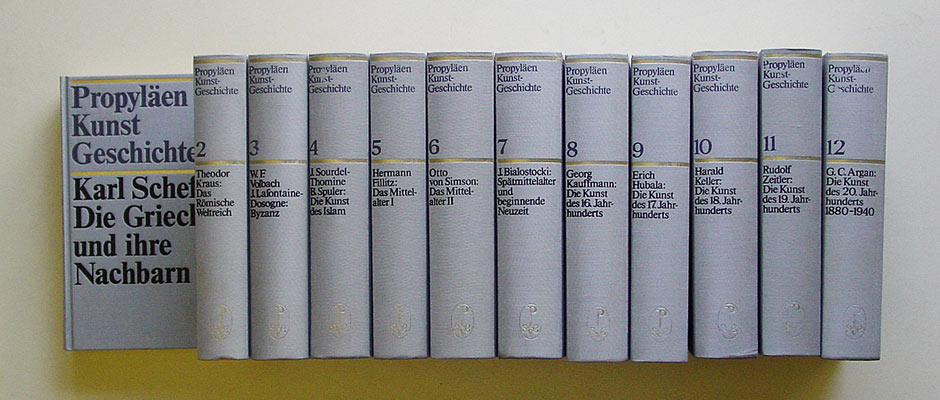 Propyläen
Kunst
Geschichte
Karl Schef
Die Griech
und ihre
Nachbarn
Propyläen
Kunst-
Geschichte
2
Theodor
Kraus:
Das
Römische
Weltreich
Propyläen
Kunst-
Geschichte
3
W. F.
Volbach
J. Lafontaine-
Dosogne:
Byzanz
Propyläen
Kunst-
Geschichte
4
J. Sourdel-
Thomine
B. Spuler:
Die Kunst
des Islam
Propyläen
Kunst-
Geschichte
5
Hermann
Fillitz:
Das Mittel-
alter I
Propyläen
Kunst-
Geschichte
6
Otto
von Simson:
Das Mittel-
alter II
Propyläen
Kunst-
Geschichte
7
J. Bialostocki:
Spätmittelalter
und
beginnende
Neuzeit
Propyläen
Kunst-
Geschichte
8
Georg
Kauffmann:
Die Kunst
des 16. Jahr-
hunderts
Propyläen
Kunst-
Geschichte
9
Erich
Hubala:
Die Kunst
des 17. Jahr-
hunderts
Propyläen
Kunst-
Geschichte
10
Harald
Keller:
Die Kunst
des 18. Jahr-
hunderts
Propyläen
Kunst-
Geschichte
11
Rudolf
Zeitler:
Die Kunst
des 19. Jahr-
hunderts
Propyläen
Kunst-
Geschichte
12
G. C. Argan:
Die Kunst
des 20. Jahr-
hunderts
1880-1940